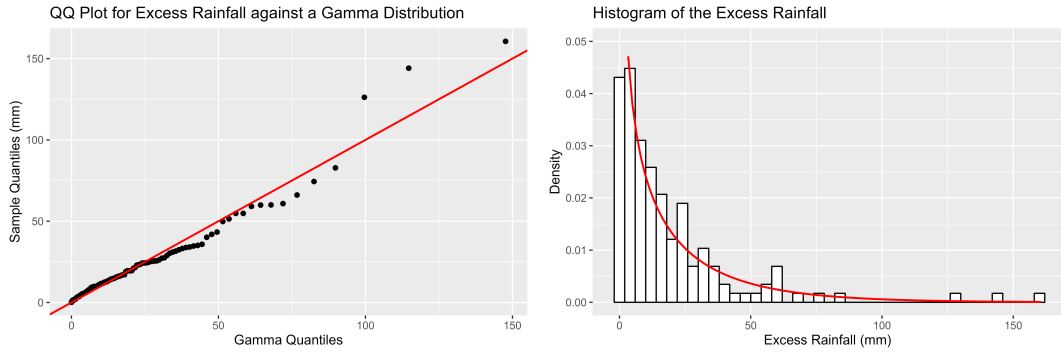 QQ Plot for Excess Rainfall against a Gamma Distribution
Sample Quantiles (mm)
150
100
50
0
0 50 100 150
Gamma Quantiles
Histogram of the Excess Rainfall
Density
0.05
0.04
0.03
0.02
0.01
0.00
0 50 100 150
Excess Rainfall (mm)